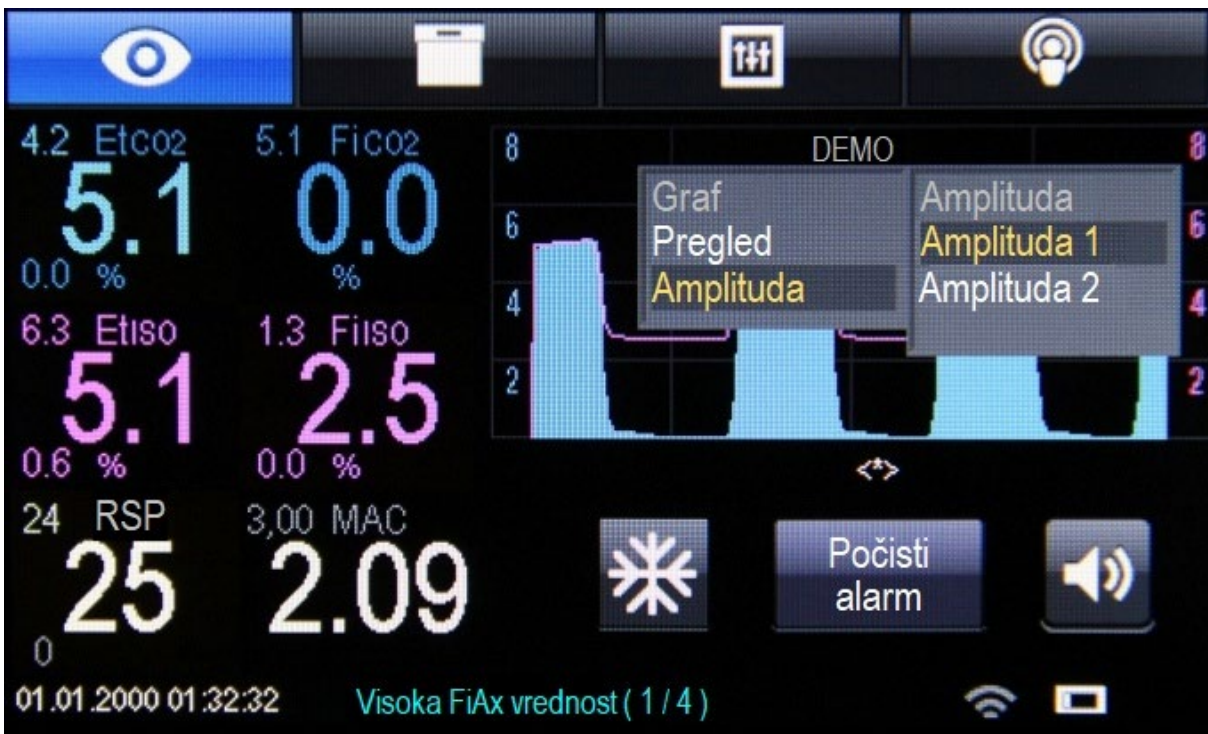 4.2 Etco2
5.1 Fico2
5.1
0.0
0.0 %
%
6.3 Etiso
1.3 Fiiso
5.1
2.5
0.6 %
0.0 %
24 RSP
3,00 MAC
25
2.09
0
8
DEMO
8
6
6
4
4
2
2
Graf
Pregled
Amplituda
Amplituda
Amplituda 1
Amplituda 2
<*>
Počisti
alarm
01.01.2000 01:32:32
Visoka FiAx vrednost ( 1 / 4 )